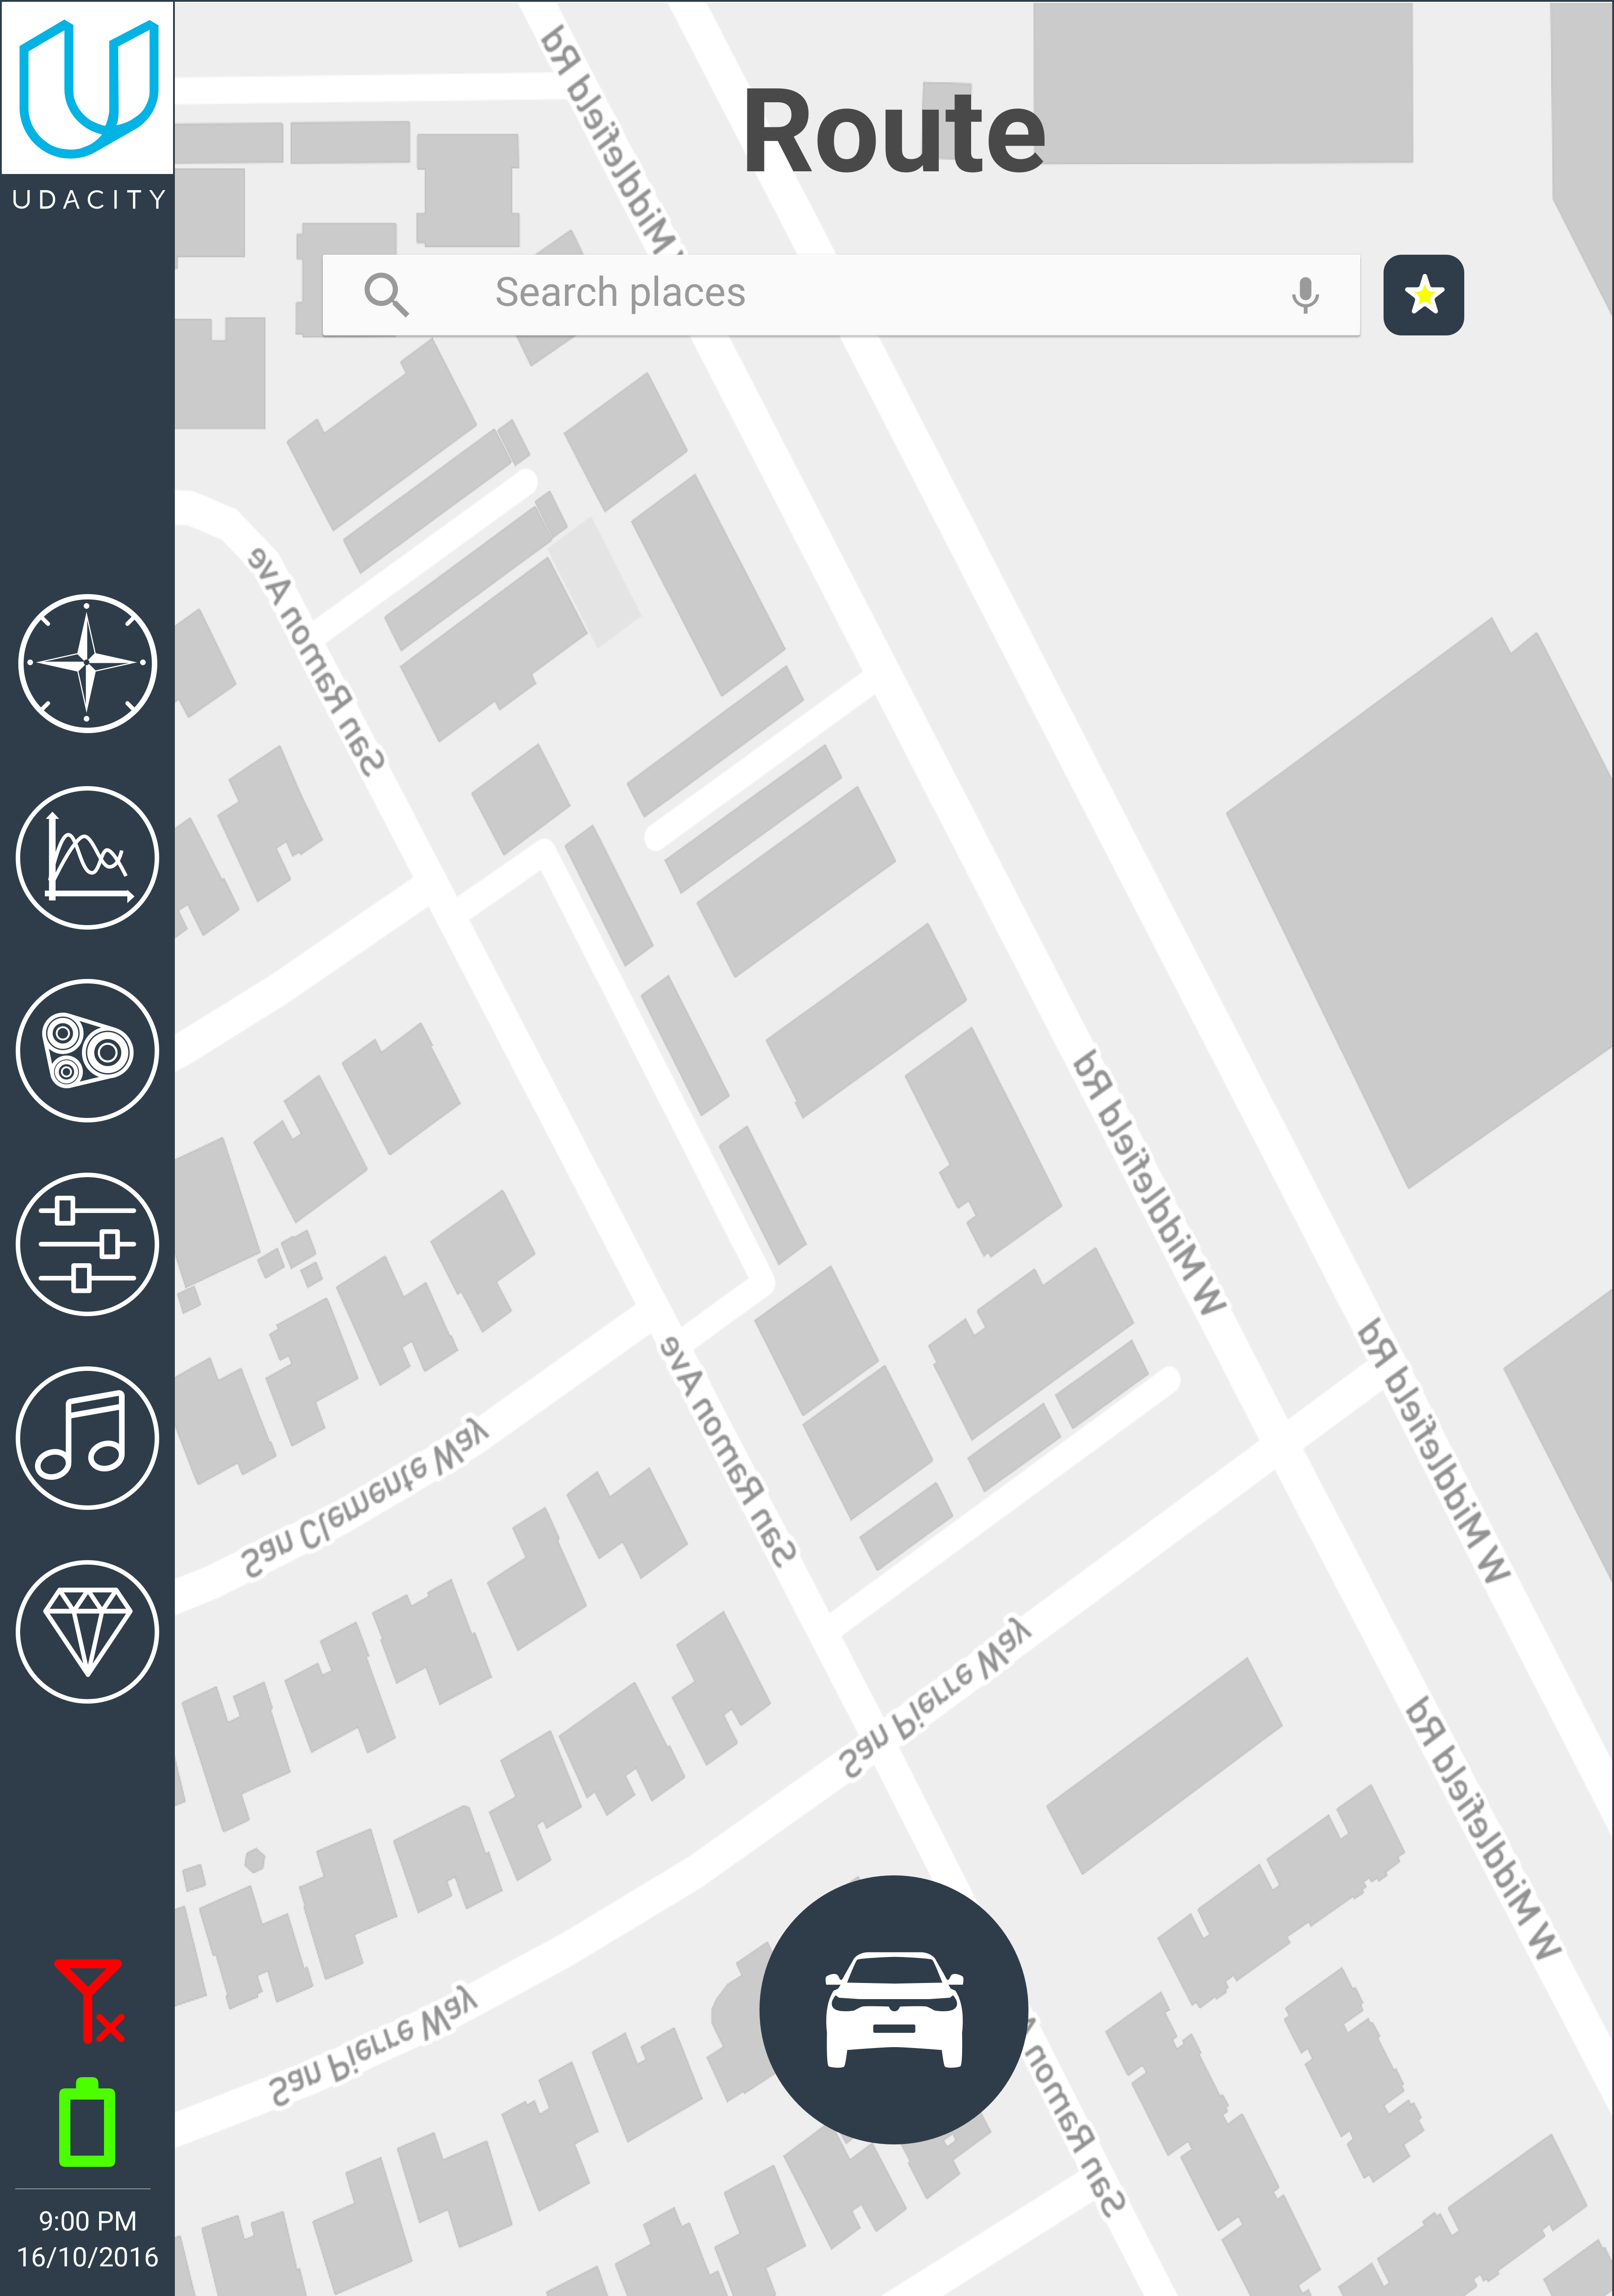 UDACITY
Route
Search places
W Middlefield Rd
San Ramon Ave
W Middlefield Rd
W Middlefield Rd
San Ramon Ave
San Clemente Way
San Pierre Way
W Middlefield Rd
San Pierre Way
San Ramon
9:00 PM
16/10/2016